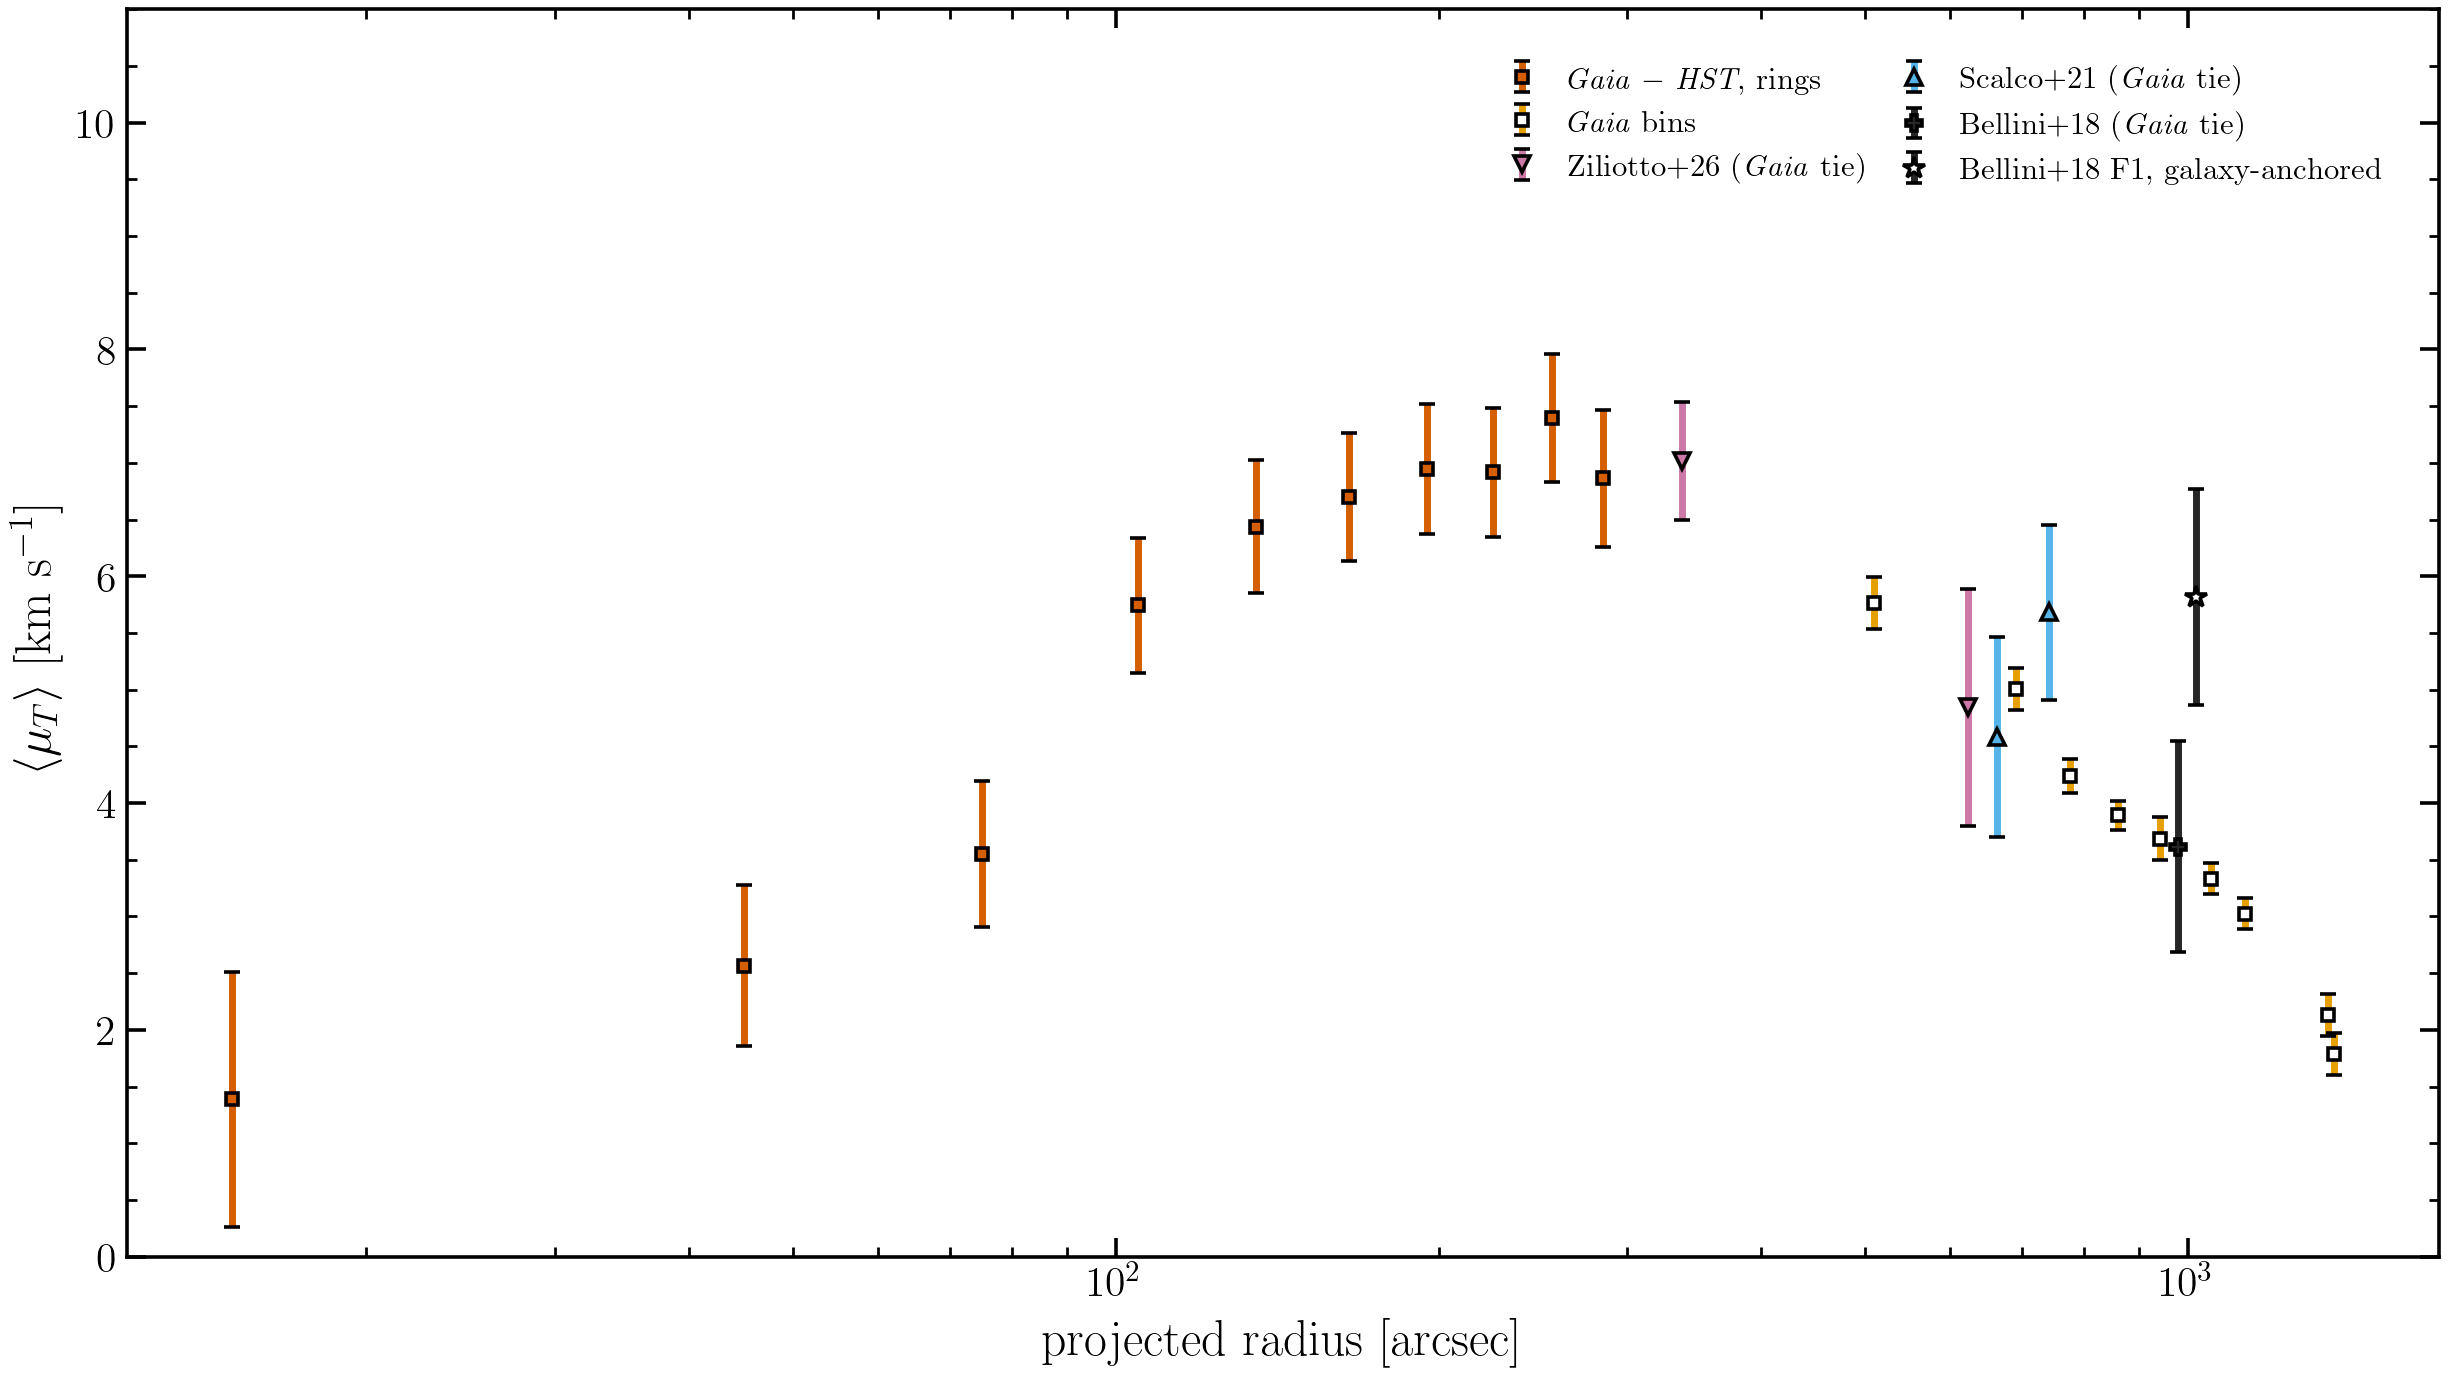 Gaia − HST, rings
Gaia bins
Ziliotto+26 (Gaia tie)
Scalco+21 (Gaia tie)
Bellini+18 (Gaia tie)
Bellini+18 F1, galaxy-anchored
10
8
6
4
2
0
⟨μ_T⟩ [km s⁻¹]
10² 10³
projected radius [arcsec]